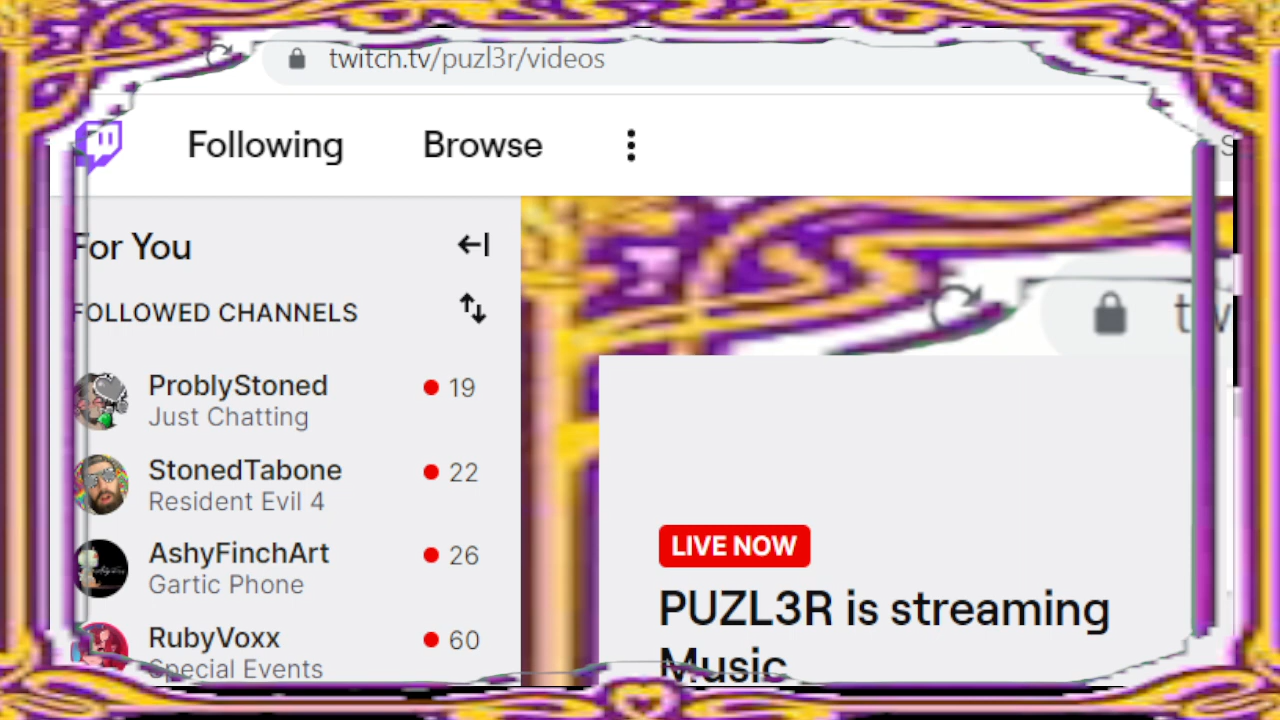 twitch.tv/puzl3r/videos
Following Browse
For You
FOLLOWED CHANNELS
ProblyStoned 19
Just Chatting
StonedTabone 22
Resident Evil 4
AshyFinchArt 26
Gartic Phone
RubyVoxx 60
Special Events
tw
LIVE NOW
PUZL3R is streaming
Music